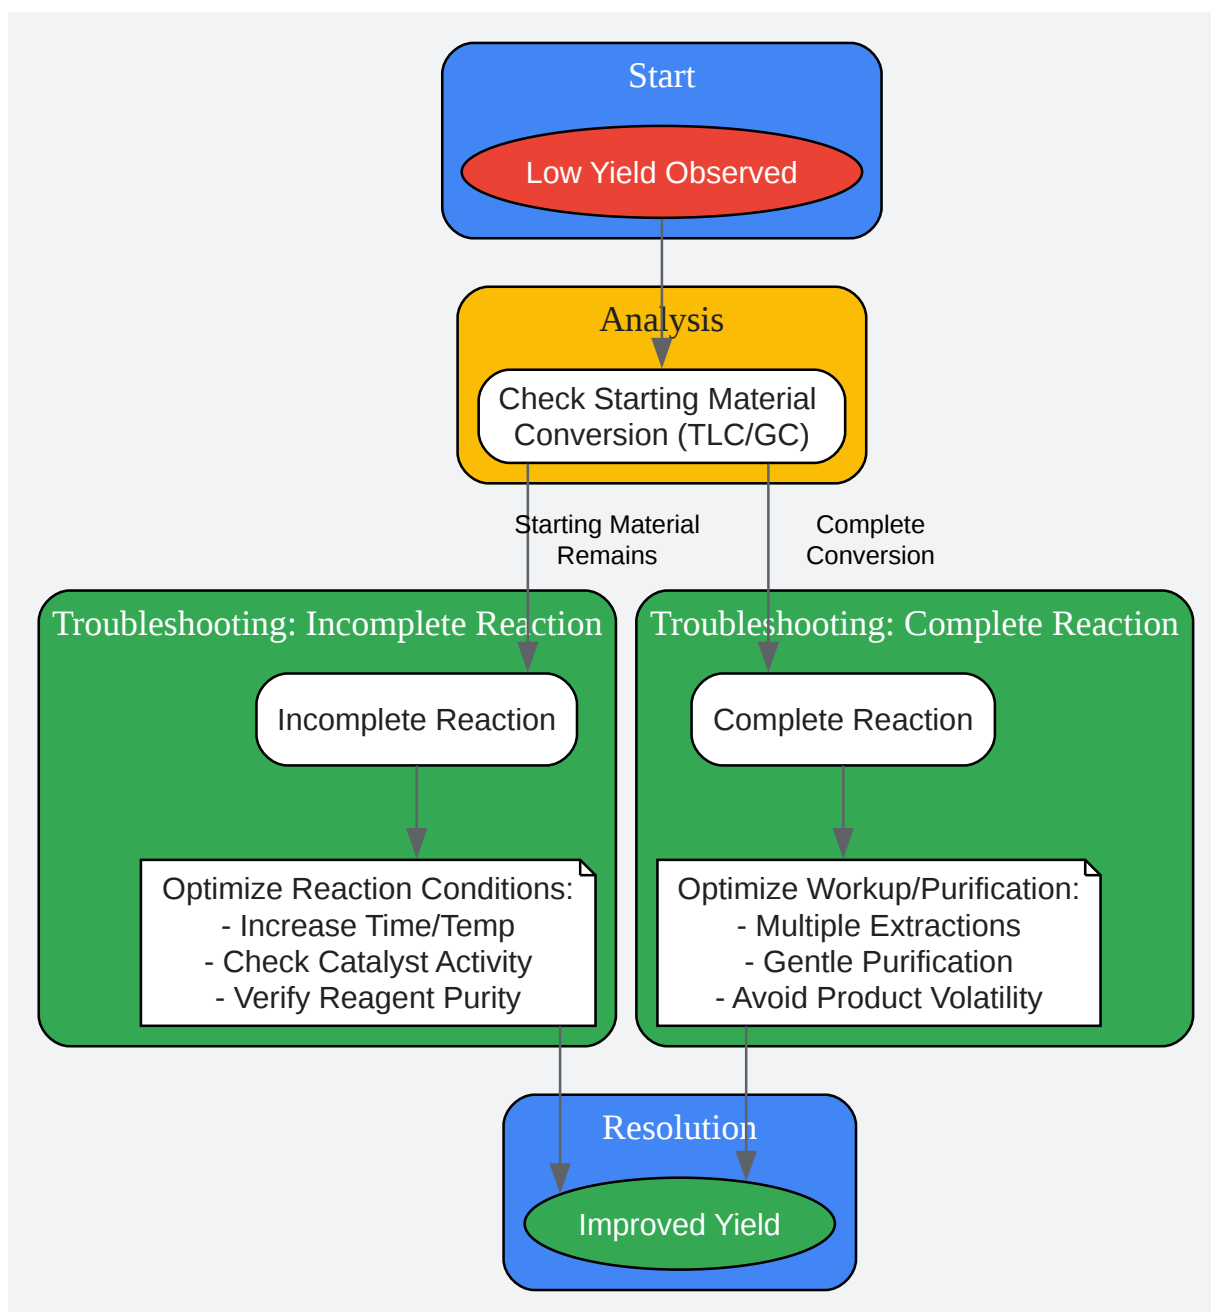 Start
Low Yield Observed
Analysis
Check Starting Material
Conversion (TLC/GC)
Starting Material
Remains
Complete
Conversion
Troubleshooting: Incomplete Reaction
Incomplete Reaction
Optimize Reaction Conditions:
- Increase Time/Temp
- Check Catalyst Activity
- Verify Reagent Purity
Troubleshooting: Complete Reaction
Complete Reaction
Optimize Workup/Purification:
- Multiple Extractions
- Gentle Purification
- Avoid Product Volatility
Resolution
Improved Yield